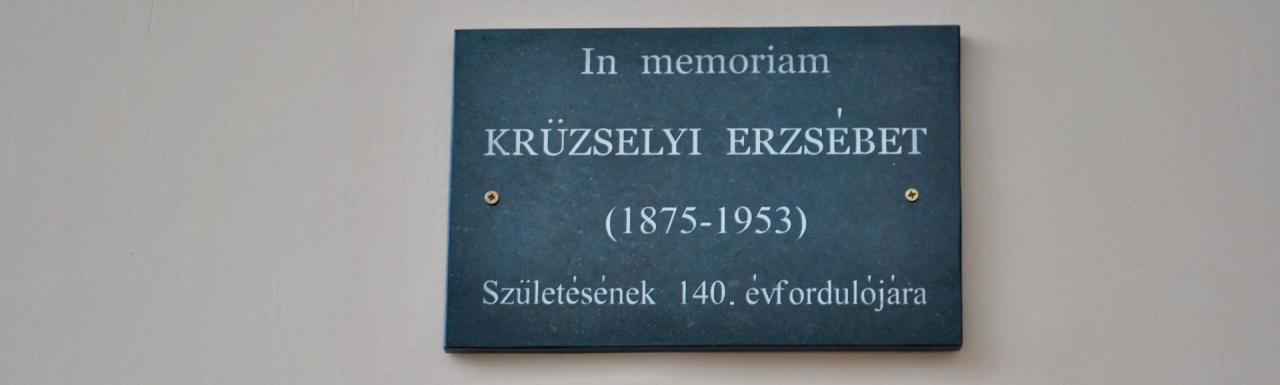 In memoriam
KRÜZSELYI ERZSÉBET
(1875-1953)
Születésének 140. évfordulójára